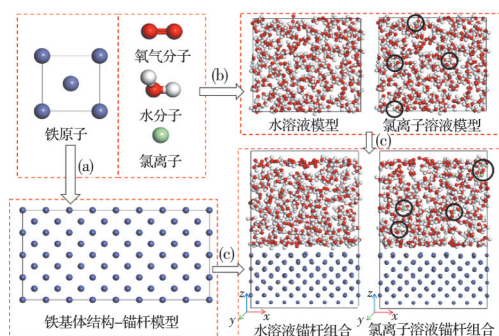 氧气分子
(b)
水分子
铁原子
氯离子
水溶液模型
氯离子溶液模型
(a)
(c)
(c)
铁基体结构-锚杆模型
z
y
x
水溶液锚杆组合
z
y
x
氯离子溶液锚杆组合